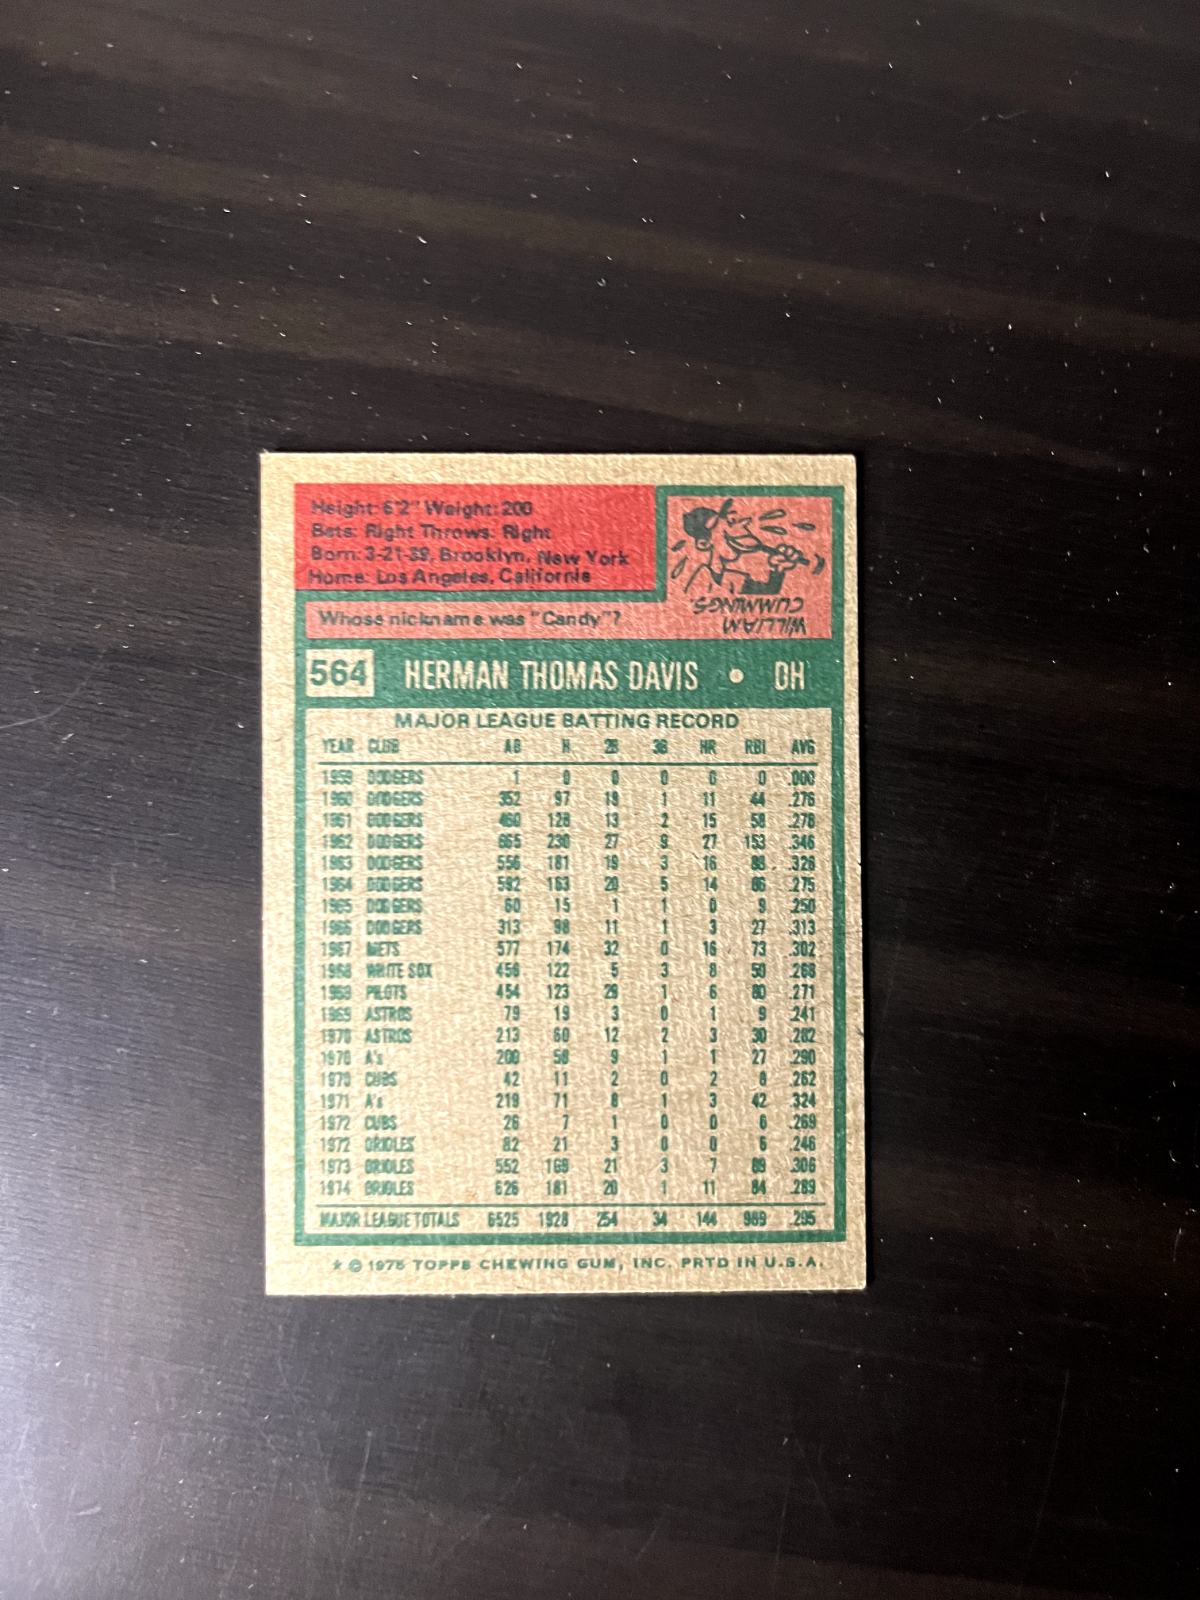 Height: 6'2" Weight: 200
Bats: Right Throws: Right
Born: 3-21-39, Brooklyn, New York
Home: Los Angeles, California
WILLIAM
CUMMINGS.
Whose nickname was "Candy"?
564 HERMAN THOMAS DAVIS • DH
MAJOR LEAGUE BATTING RECORD
YEAR CLUB AB H 2B 3B HR RBI AVG
1959 DODGERS 1 0 0 0 0 0 .000
1960 DODGERS 352 97 18 1 11 44 .276
1961 DODGERS 460 128 13 2 15 58 .278
1962 DODGERS 665 230 27 9 27 153 .346
1963 DODGERS 556 181 19 3 16 88 .326
1964 DODGERS 592 163 20 5 14 86 .275
1965 DODGERS 60 15 1 1 0 9 .250
1966 DODGERS 313 98 11 1 3 27 .313
1967 METS 577 174 32 0 16 73 .302
1968 WHITE SOX 456 122 5 3 8 50 .268
1969 PILOTS 454 123 29 1 6 80 .271
1969 ASTROS 79 19 3 0 1 9 .241
1970 ASTROS 213 60 12 2 3 30 .282
1970 A's 200 58 9 1 1 27 .290
1970 CUBS 42 11 2 0 2 8 .262
1971 A's 219 71 8 1 3 42 .324
1972 CUBS 26 7 1 0 0 6 .269
1972 ORIOLES 82 21 3 0 0 6 .246
1973 ORIOLES 552 169 21 3 7 89 .306
1974 ORIOLES 626 181 20 1 11 84 .289
MAJOR LEAGUE TOTALS 6525 1928 254 34 144 989 .295
* © 1975 TOPPS CHEWING GUM, INC. PRTD IN U.S.A.